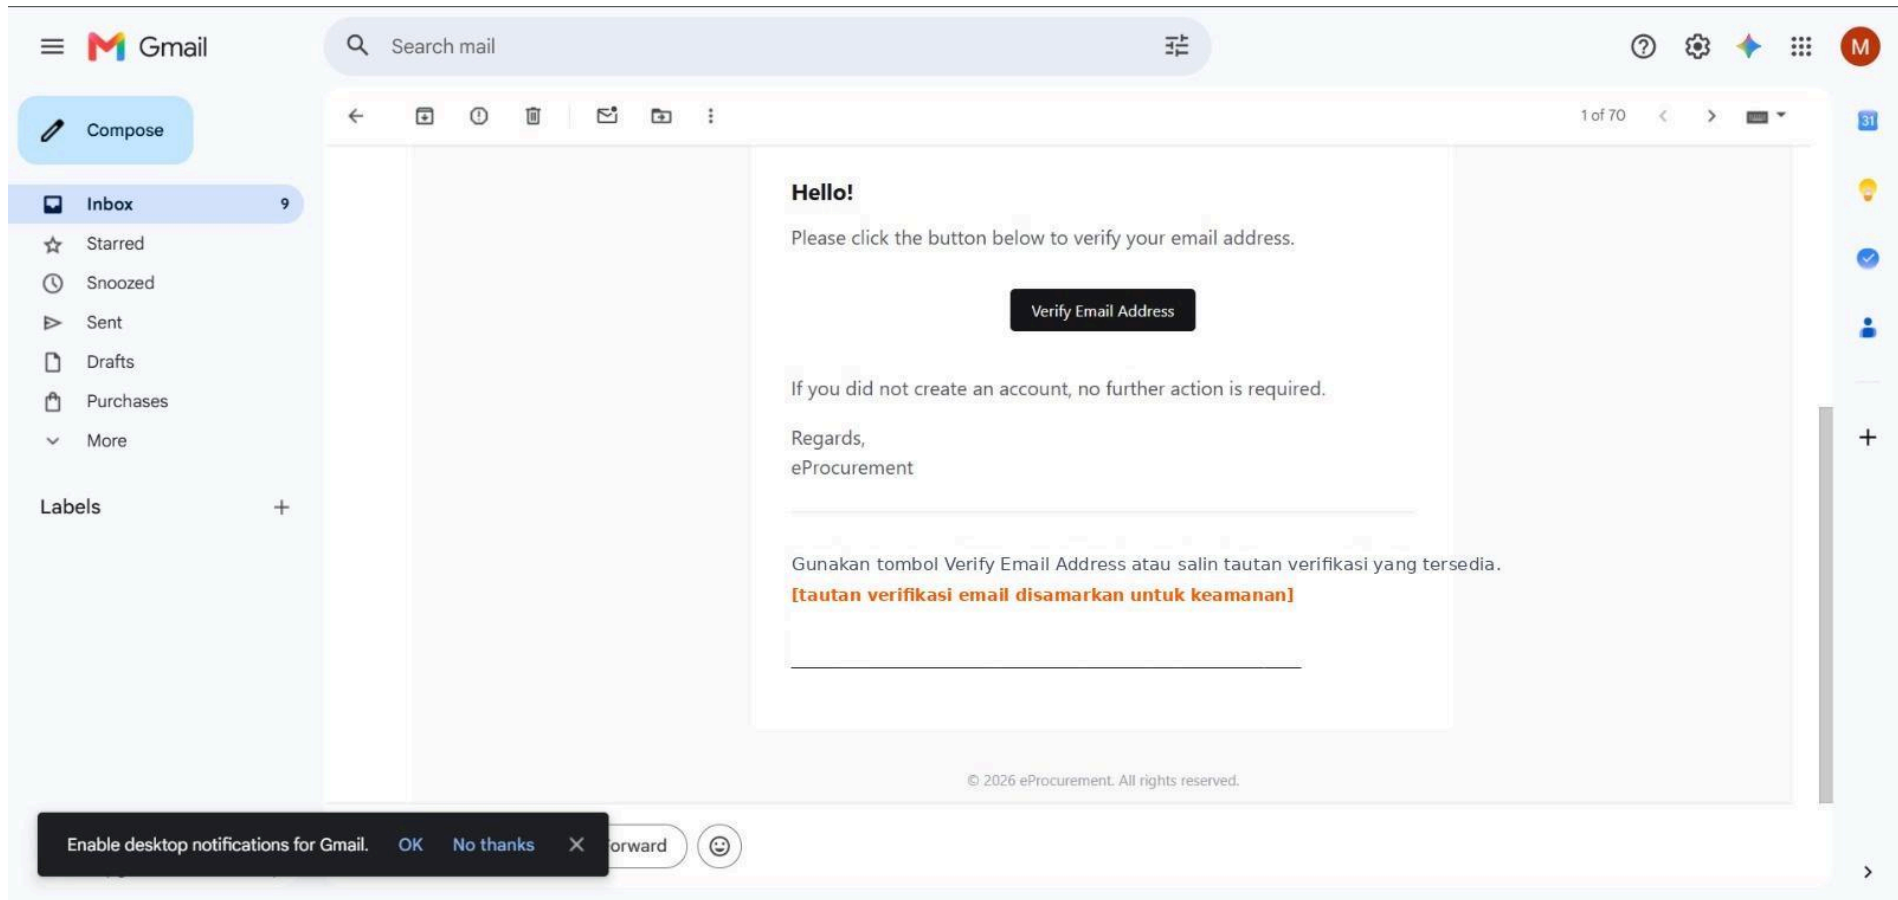 Gmail
Search mail
M
Compose
1 of 70
31
Inbox 9
Starred
Snoozed
Sent
Drafts
Purchases
More
Labels
Hello!
Please click the button below to verify your email address.
Verify Email Address
If you did not create an account, no further action is required.
Regards,
eProcurement
Gunakan tombol Verify Email Address atau salin tautan verifikasi yang tersedia.
[tautan verifikasi email disamarkan untuk keamanan]
© 2026 eProcurement. All rights reserved.
Enable desktop notifications for Gmail. OK No thanks
orward